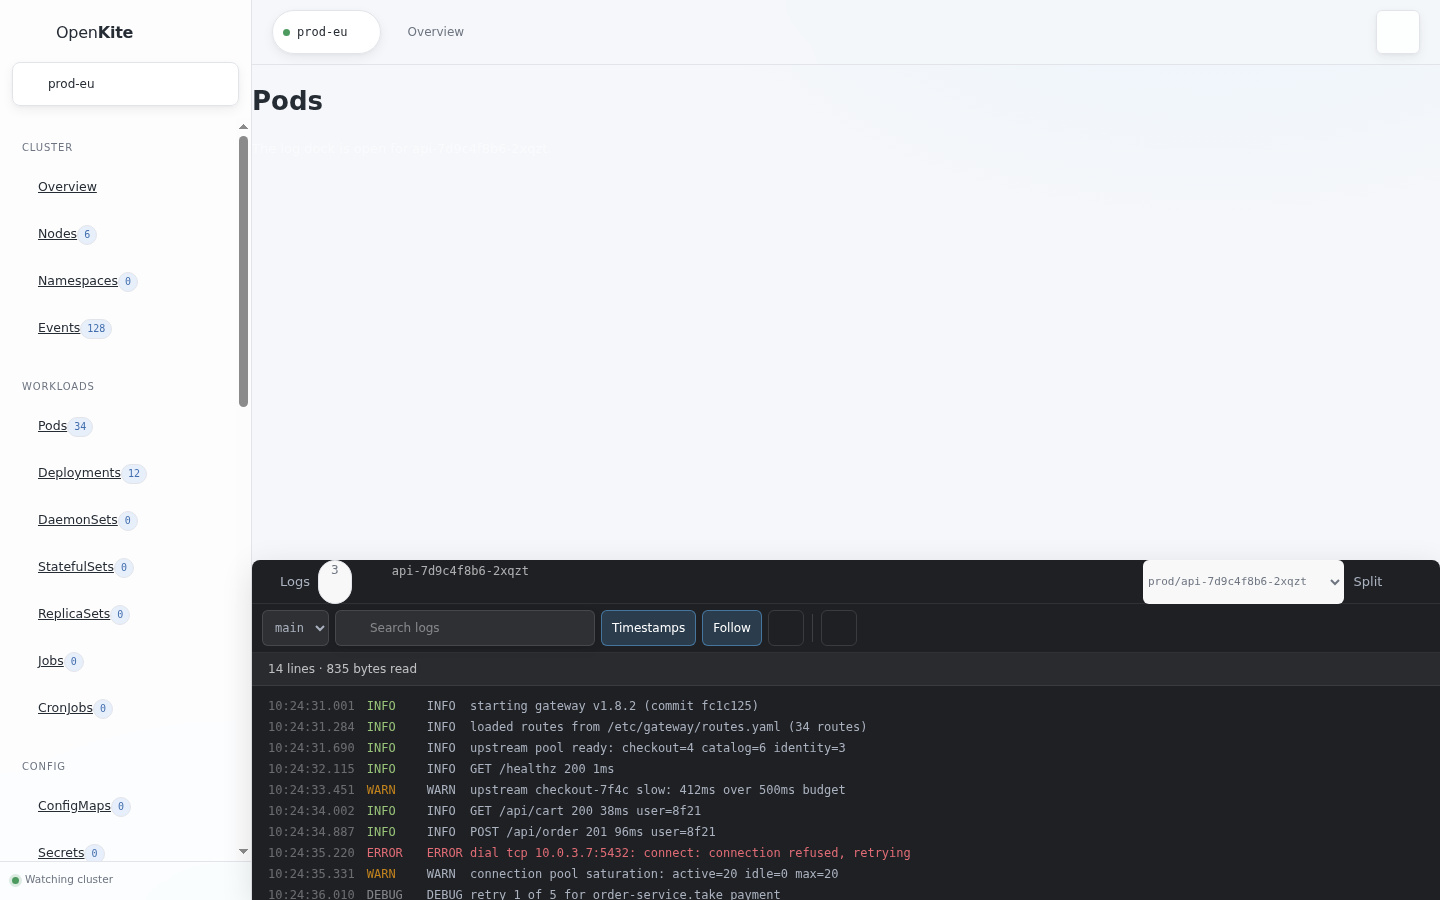 OpenKite
prod-eu
CLUSTER
Overview
Nodes 6
Namespaces 0
Events 128
WORKLOADS
Pods 34
Deployments 12
DaemonSets 0
StatefulSets 0
ReplicaSets 0
Jobs 0
CronJobs 0
CONFIG
ConfigMaps 0
Secrets 0
Watching cluster
prod-eu Overview
Pods
Logs 3 api-7d9c4f8b6-2xqzt prod/api-7d9c4f8b6-2xqzt Split
main Search logs Timestamps Follow
14 lines · 835 bytes read
10:24:31.001 INFO INFO starting gateway v1.8.2 (commit fc1c125)
10:24:31.284 INFO INFO loaded routes from /etc/gateway/routes.yaml (34 routes)
10:24:31.690 INFO INFO upstream pool ready: checkout=4 catalog=6 identity=3
10:24:32.115 INFO INFO GET /healthz 200 1ms
10:24:33.451 WARN WARN upstream checkout-7f4c slow: 412ms over 500ms budget
10:24:34.002 INFO INFO GET /api/cart 200 38ms user=8f21
10:24:34.887 INFO INFO POST /api/order 201 96ms user=8f21
10:24:35.220 ERROR ERROR dial tcp 10.0.3.7:5432: connect: connection refused, retrying
10:24:35.331 WARN WARN connection pool saturation: active=20 idle=0 max=20
10:24:36.010 DEBUG DEBUG retry 1 of 5 for order-service.take_payment